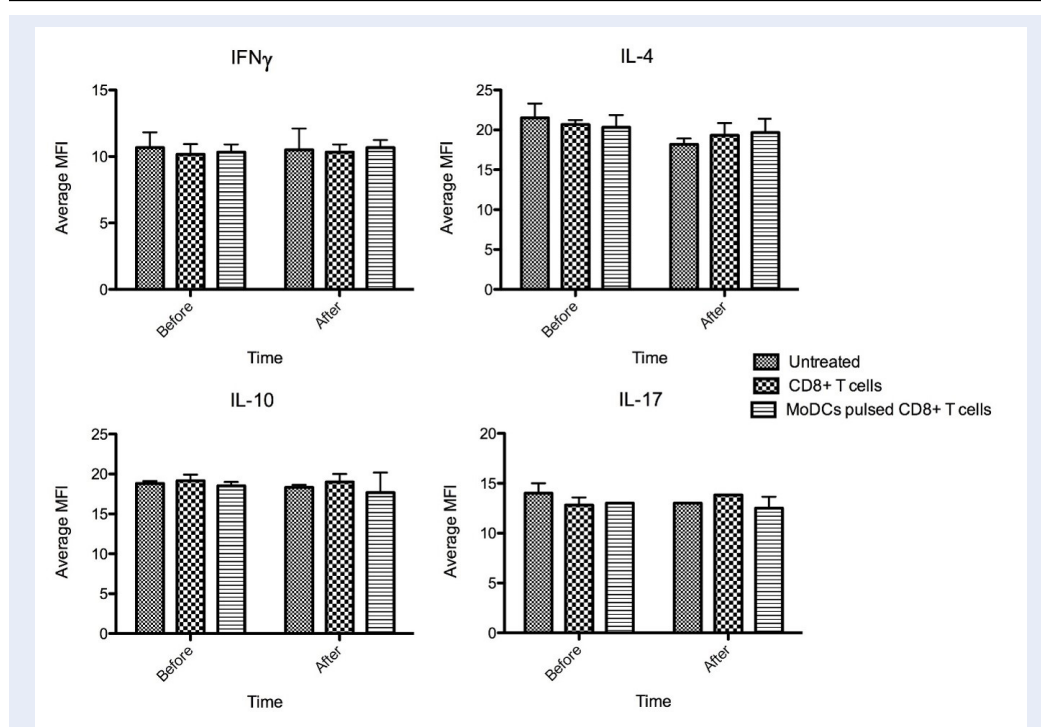 IFNγ
Average MFI
15
10
5
0
Before
After
Time
IL-4
Average MFI
25
20
15
10
5
0
Before
After
Time
Untreated
CD8+ T cells
MoDCs pulsed CD8+ T cells
IL-10
Average MFI
25
20
15
10
5
0
Before
After
Time
IL-17
Average MFI
20
15
10
5
0
Before
After
Time